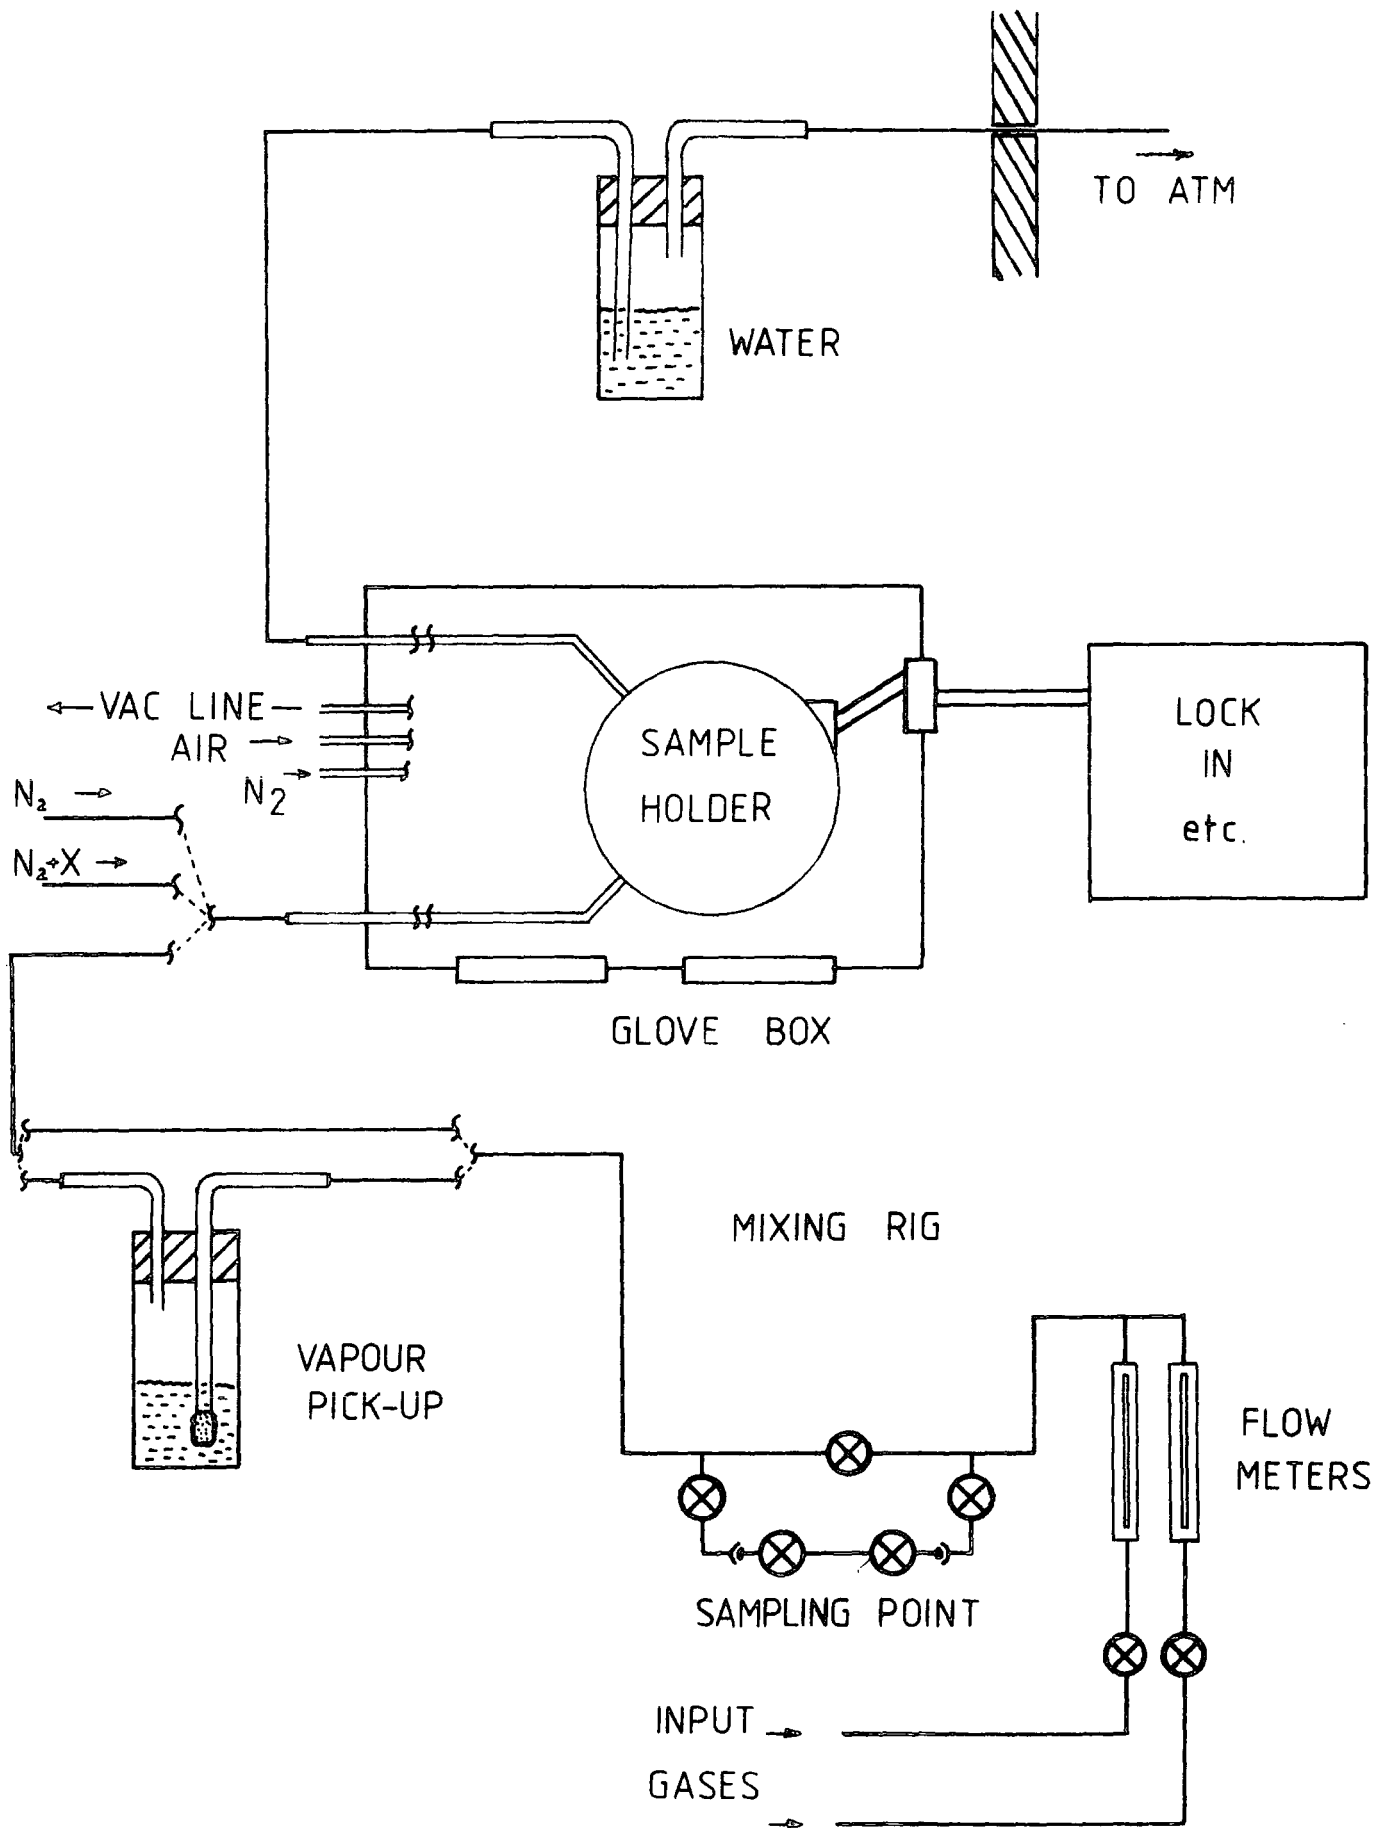 TO ATM
WATER
VAC LINE
AIR
N₂
N₂
N₂+X
SAMPLE
HOLDER
LOCK
IN
etc.
GLOVE BOX
MIXING RIG
VAPOUR
PICK-UP
FLOW
METERS
SAMPLING POINT
INPUT
GASES